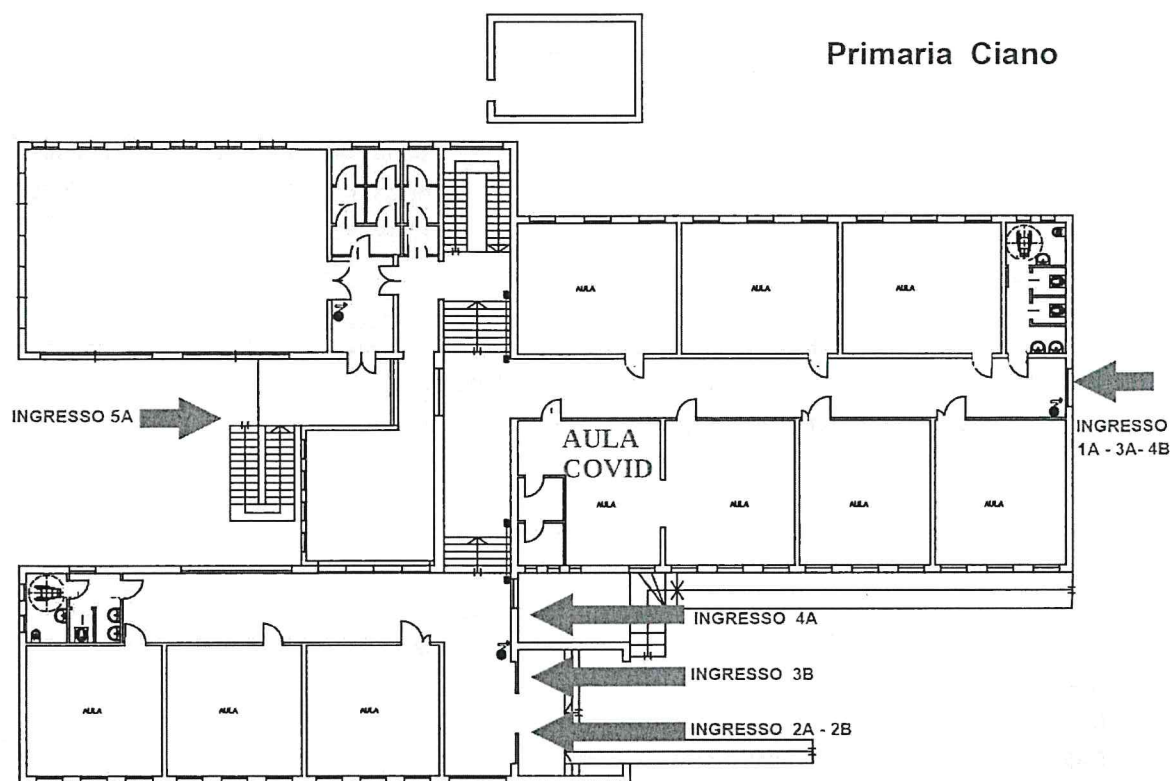 Primaria Ciano
AULA
AULA
AULA
INGRESSO 5A
INGRESSO
1A - 3A- 4B
AULA
COVID
AULA
AULA
AULA
AULA
INGRESSO 4A
INGRESSO 3B
INGRESSO 2A - 2B
AULA
AULA
AULA